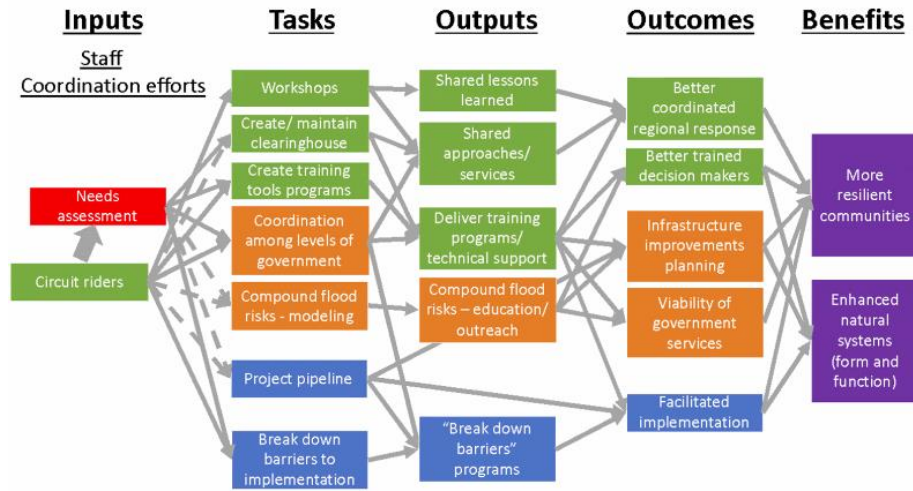 Inputs
Tasks
Outputs
Outcomes
Benefits
Staff
Coordination efforts
Needs
assessment
Circuit riders
Workshops
Create/ maintain
clearinghouse
Create training
tools programs
Coordination
among levels of
government
Compound flood
risks - modeling
Project pipeline
Break down
barriers to
implementation
Shared lessons
learned
Shared
approaches/
services
Deliver training
programs/
technical support
Compound flood
risks – education/
outreach
“Break down
barriers”
programs
Better
coordinated
regional response
Better trained
decision makers
Infrastructure
improvements
planning
Viability of
government
services
Facilitated
implementation
More
resilient
communities
Enhanced
natural
systems
(form and
function)